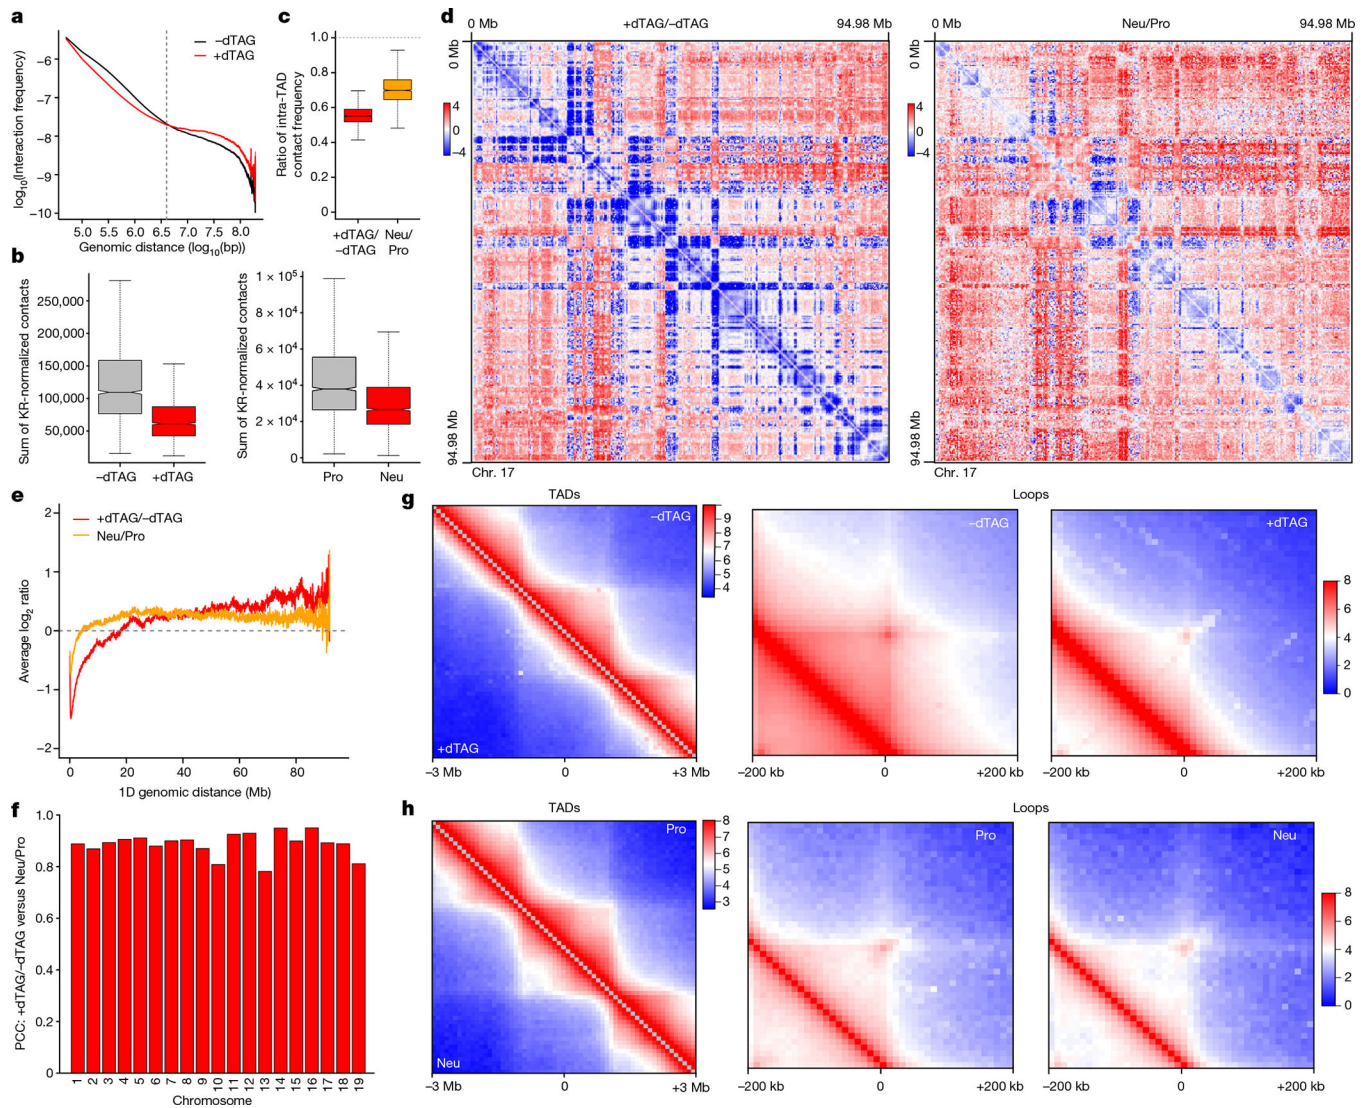 a
log10(Interaction frequency)
−6
−7
−8
−9
−10
−dTAG
+dTAG
5.0 5.5 6.0 6.5 7.0 7.5 8.0
Genomic distance (log10(bp))
b
Sum of KR-normalized contacts
250,000
200,000
150,000
100,000
50,000
−dTAG +dTAG
Sum of KR-normalized contacts
1 × 10⁵
8 × 10⁴
6 × 10⁴
4 × 10⁴
2 × 10⁴
0
Pro Neu
c
Ratio of intra-TAD
contact frequency
1.0
0.8
0.6
0.4
0.2
0
+dTAG/ Neu/
−dTAG Pro
d
0 Mb +dTAG/−dTAG 94.98 Mb
0 Mb
94.98 Mb
4
0
−4
Chr. 17
0 Mb Neu/Pro 94.98 Mb
0 Mb
94.98 Mb
4
0
−4
Chr. 17
e
Average log2 ratio
2
1
0
−1
−2
+dTAG/−dTAG
Neu/Pro
0 20 40 60 80
1D genomic distance (Mb)
f
PCC: +dTAG/−dTAG versus Neu/Pro
1.0
0.8
0.6
0.4
0.2
0
1 2 3 4 5 6 7 8 9 10 11 12 13 14 15 16 17 18 19
Chromosome
g
TADs
−dTAG
+dTAG
−3 Mb 0 +3 Mb
9
8
7
6
5
4
Loops
−dTAG
−200 kb 0 +200 kb
+dTAG
−200 kb 0 +200 kb
8
6
4
2
0
h
TADs
Pro
Neu
−3 Mb 0 +3 Mb
8
7
6
5
4
3
Loops
Pro
−200 kb 0 +200 kb
Neu
−200 kb 0 +200 kb
8
6
4
2
0